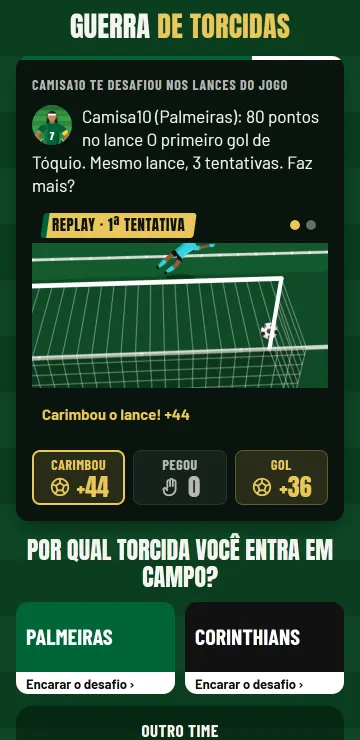 GUERRA DE TORCIDAS
CAMISA10 TE DESAFIOU NOS LANCES DO JOGO
7
Camisa10 (Palmeiras): 80 pontos
no lance O primeiro gol de
Tóquio. Mesmo lance, 3 tentativas. Faz
mais?
REPLAY · 1ª TENTATIVA
Carimbou o lance! +44
CARIMBOU
+44
PEGOU
0
GOL
+36
POR QUAL TORCIDA VOCÊ ENTRA EM
CAMPO?
PALMEIRAS
Encarar o desafio ›
CORINTHIANS
Encarar o desafio ›
OUTRO TIME